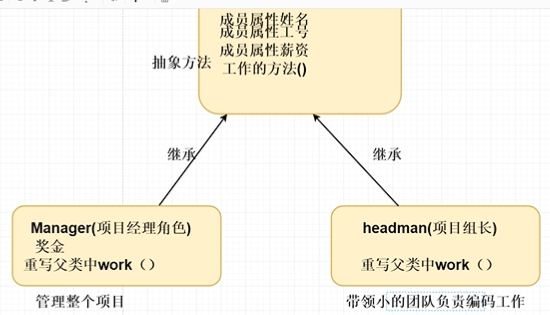 成员属性姓名
成员属性工号
成员属性薪资
抽象方法
工作的方法()
继承
继承
Manager(项目经理角色)
奖金
重写父类中work（）
headman(项目组长)
重写父类中work（）
管理整个项目
带领小的团队负责编码工作